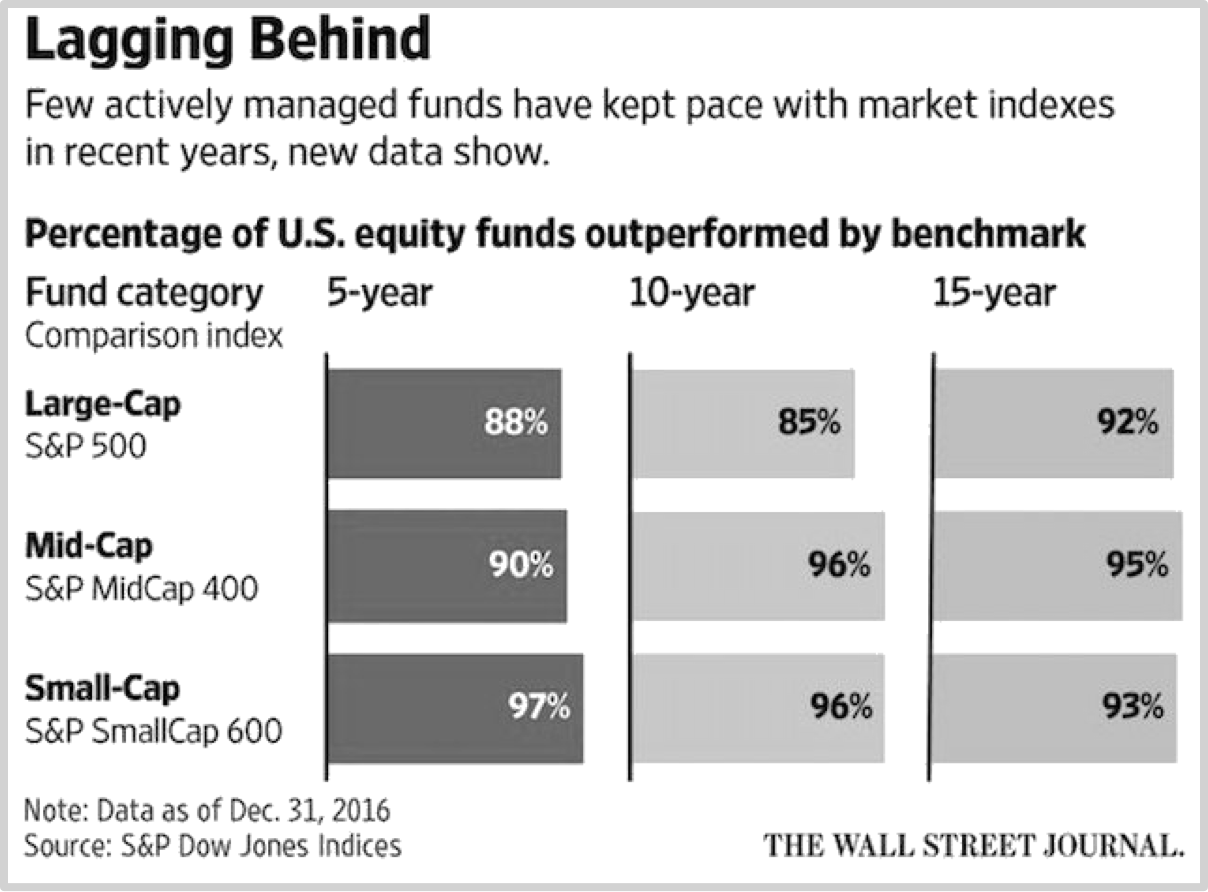 Lagging Behind
Few actively managed funds have kept pace with market indexes
in recent years, new data show.
Percentage of U.S. equity funds outperformed by benchmark
Fund category 5-year 10-year 15-year
Comparison index
Large-Cap
S&P 500
88% 85% 92%
Mid-Cap
S&P MidCap 400
90% 96% 95%
Small-Cap
S&P SmallCap 600
97% 96% 93%
Note: Data as of Dec. 31, 2016
Source: S&P Dow Jones Indices
THE WALL STREET JOURNAL.